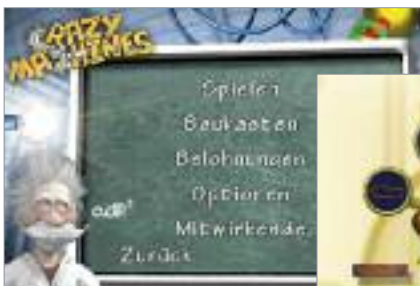 CRAZY
MACHINES
Spielen
Baukasten
Belohnungen
Optionen
Mitwirkende
Zurück